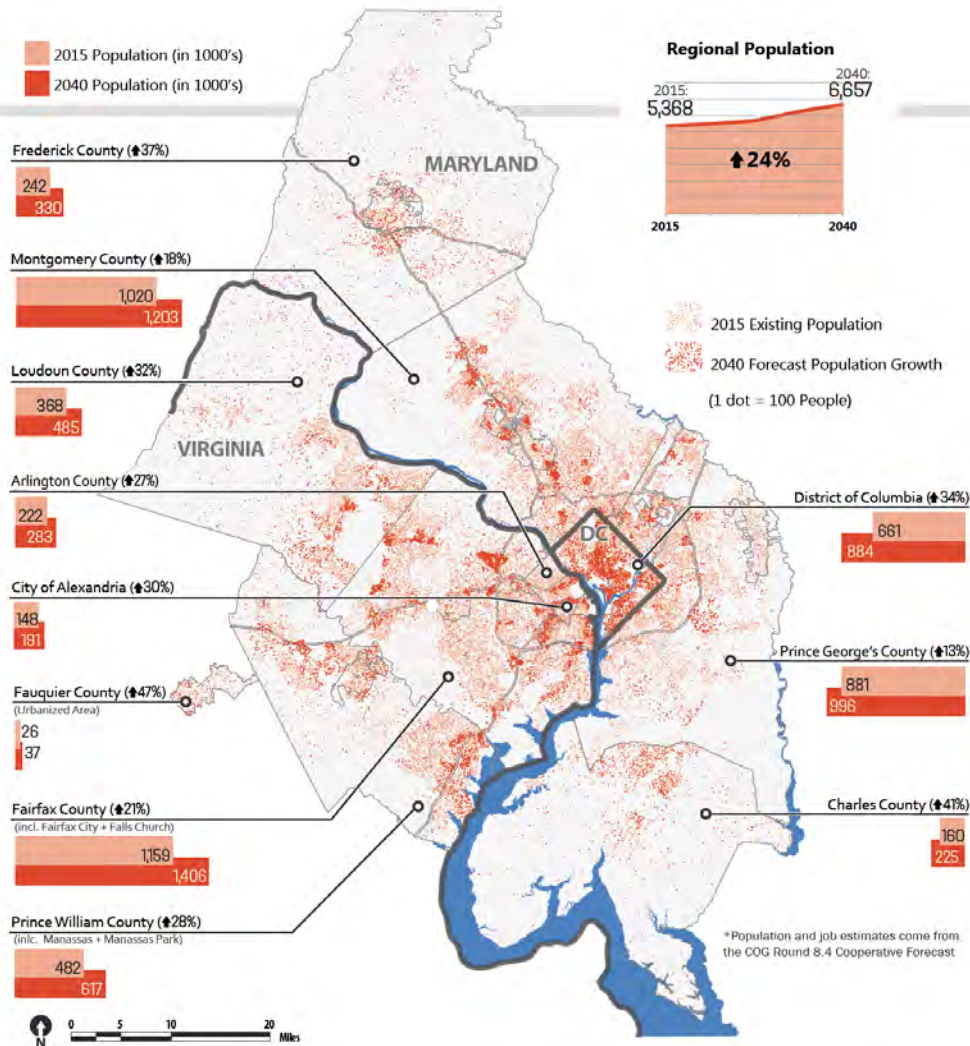 2015 Population (in 1000's)
2040 Population (in 1000's)
Regional Population
2040:
6,657
2015:
5,368
24%
2015
2040
Frederick County (37%)
242
330
MARYLAND
Montgomery County (18%)
1,020
1,203
2015 Existing Population
2040 Forecast Population Growth
(1 dot = 100 People)
Loudoun County (32%)
368
485
VIRGINIA
Arlington County (27%)
222
283
DC
District of Columbia (34%)
661
884
City of Alexandria (30%)
148
191
Prince George's County (13%)
881
996
Fauquier County (47%)
(Urbanized Area)
26
37
Fairfax County (21%)
(incl. Fairfax City + Falls Church)
1,159
1,406
Charles County (41%)
160
225
Prince William County (28%)
(inlc. Manassas + Manassas Park)
482
617
*Population and job estimates come from
the COG Round 8.4 Cooperative Forecast
N
0 5 10 20
Miles